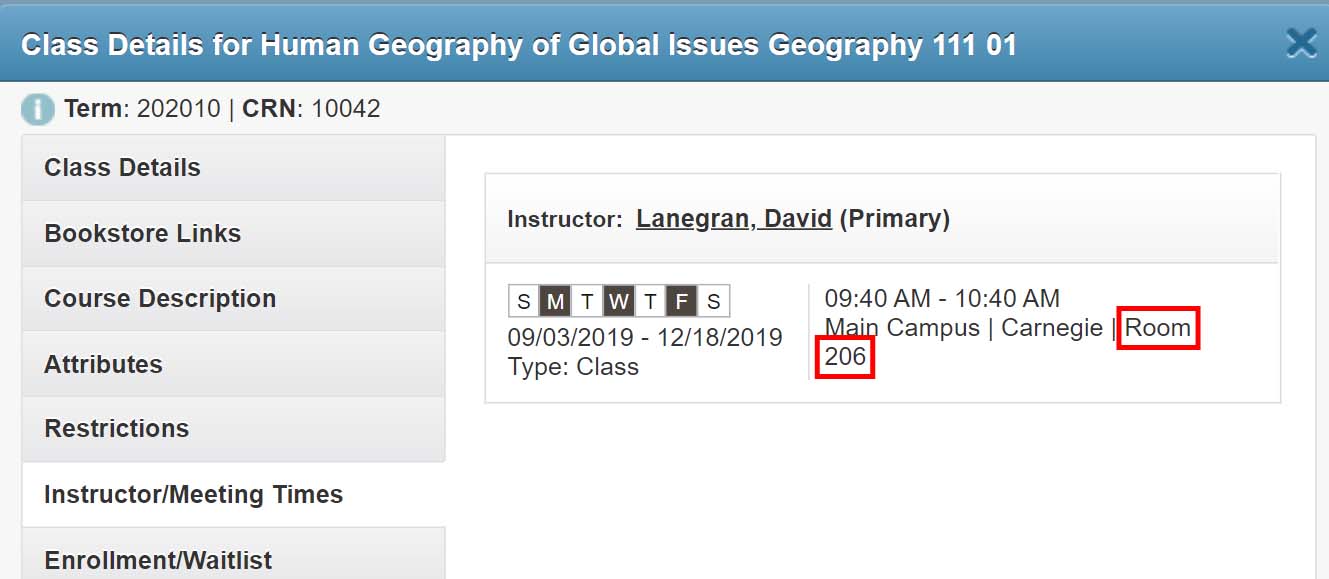 Class Details for Human Geography of Global Issues Geography 111 01
Term: 202010 | CRN: 10042
Class Details
Bookstore Links
Course Description
Attributes
Restrictions
Instructor/Meeting Times
Enrollment/Waitlist
Instructor: Lanegran, David (Primary)
S M T W T F S
09/03/2019 - 12/18/2019
Type: Class
09:40 AM - 10:40 AM
Main Campus | Carnegie | Room
206